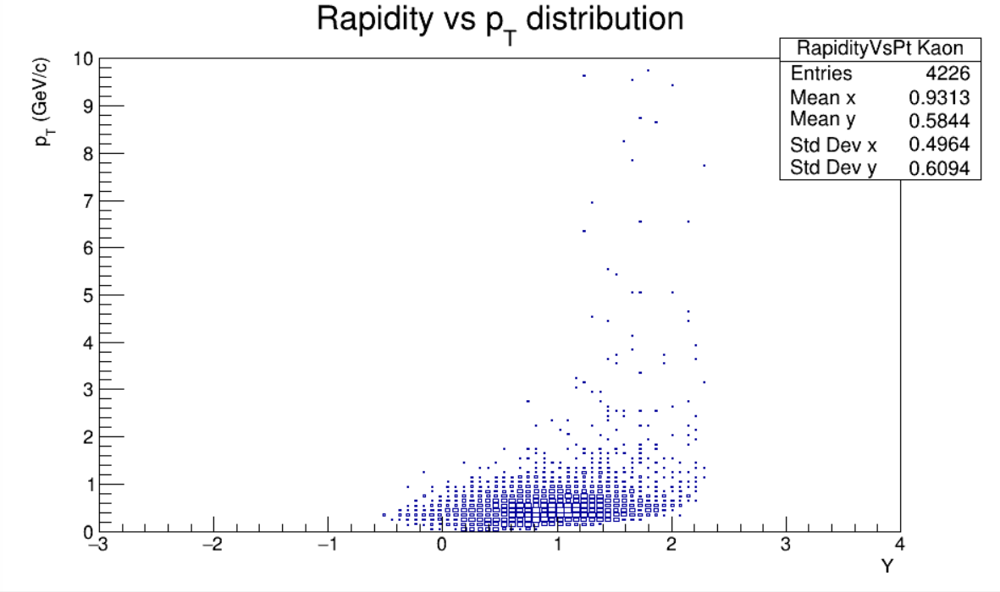 Rapidity vs p_T distribution
RapidityVsPt Kaon
Entries 4226
Mean x 0.9313
Mean y 0.5844
Std Dev x 0.4964
Std Dev y 0.6094
p_T (GeV/c)
10
9
8
7
6
5
4
3
2
1
0
−3 −2 −1 0 1 2 3 4
Y